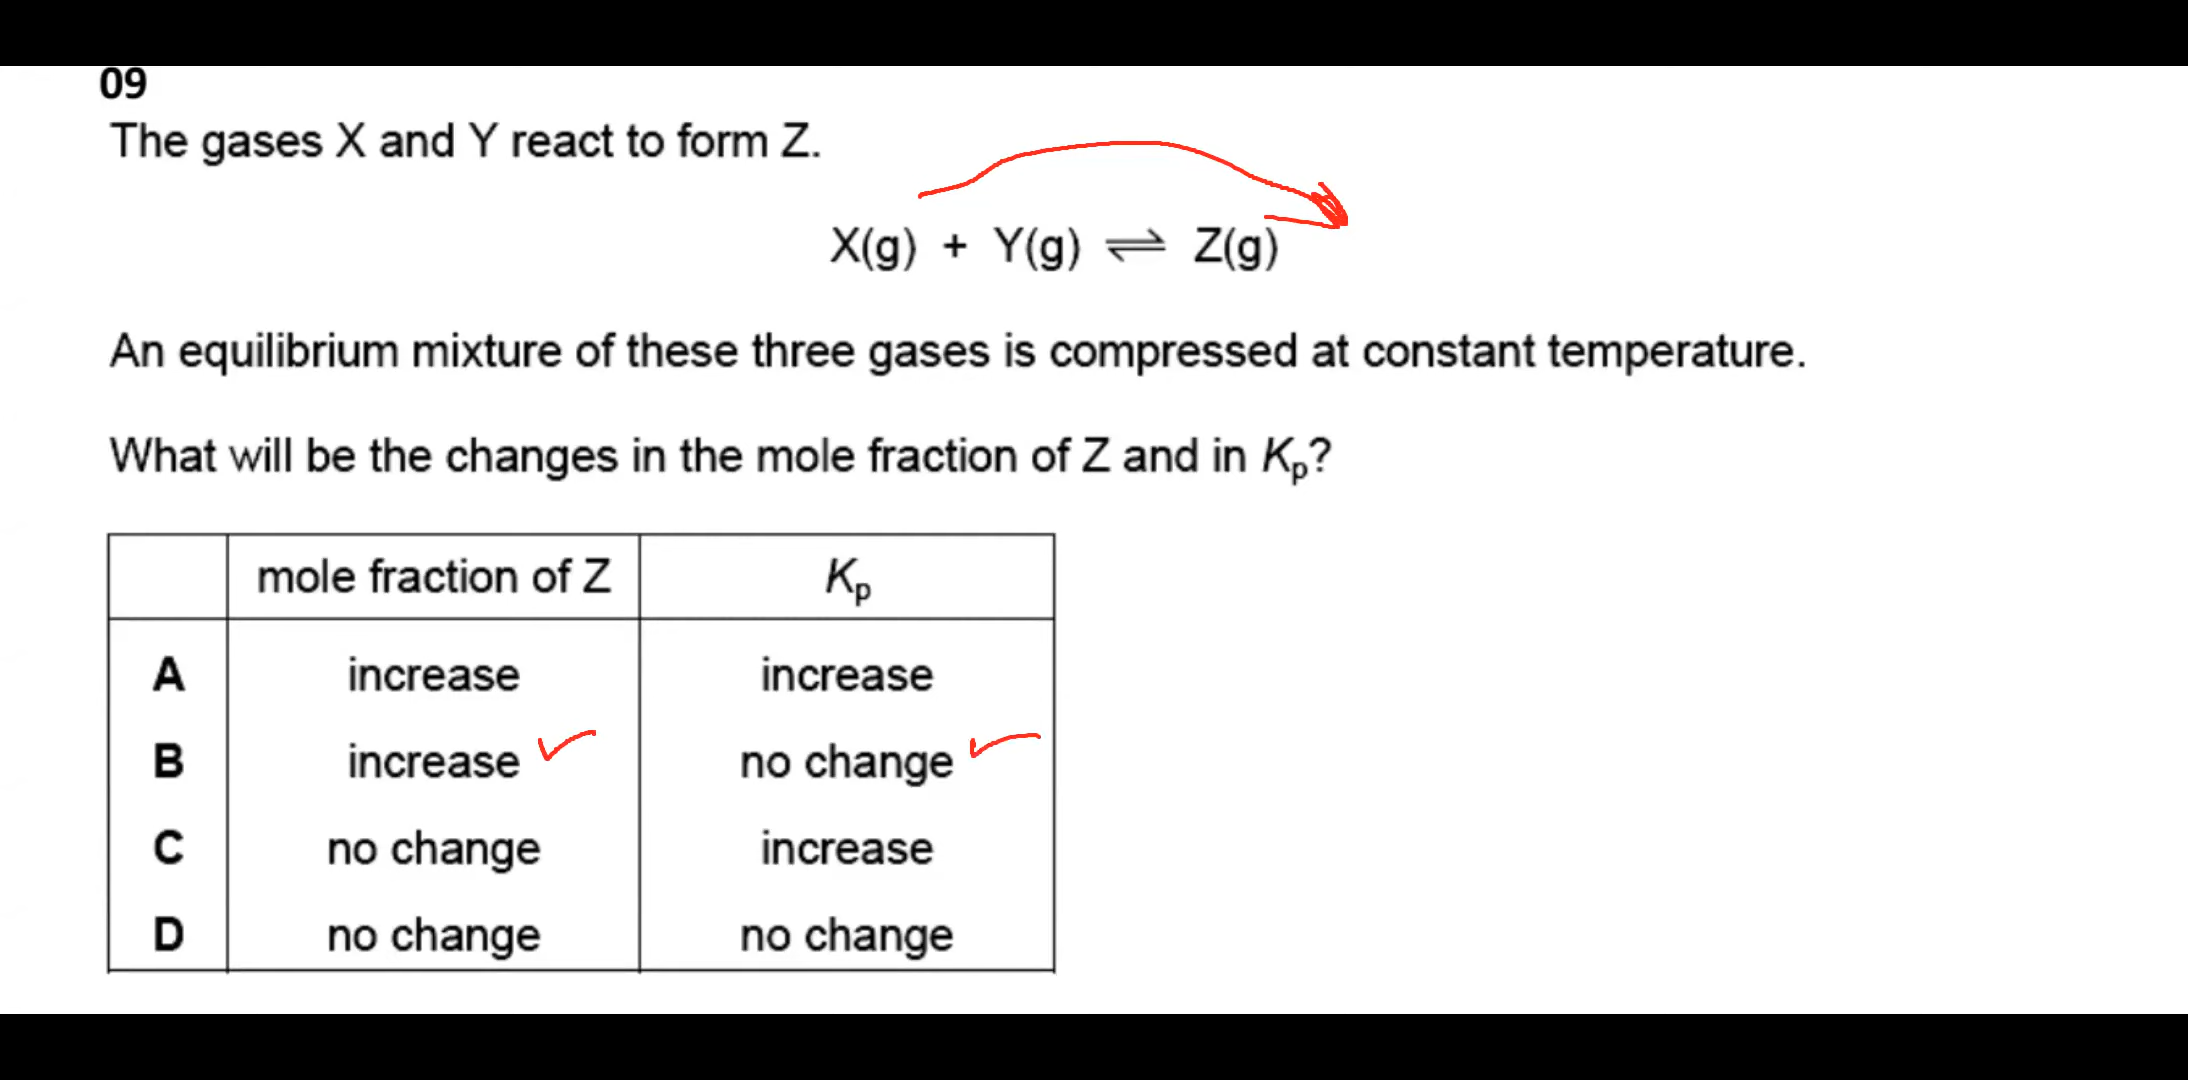 09
The gases X and Y react to form Z.
X(g) + Y(g) ⇌ Z(g)
An equilibrium mixture of these three gases is compressed at constant temperature.
What will be the changes in the mole fraction of Z and in Kp?
mole fraction of Z Kp
A increase increase
B increase ✓ no change ✓
C no change increase
D no change no change